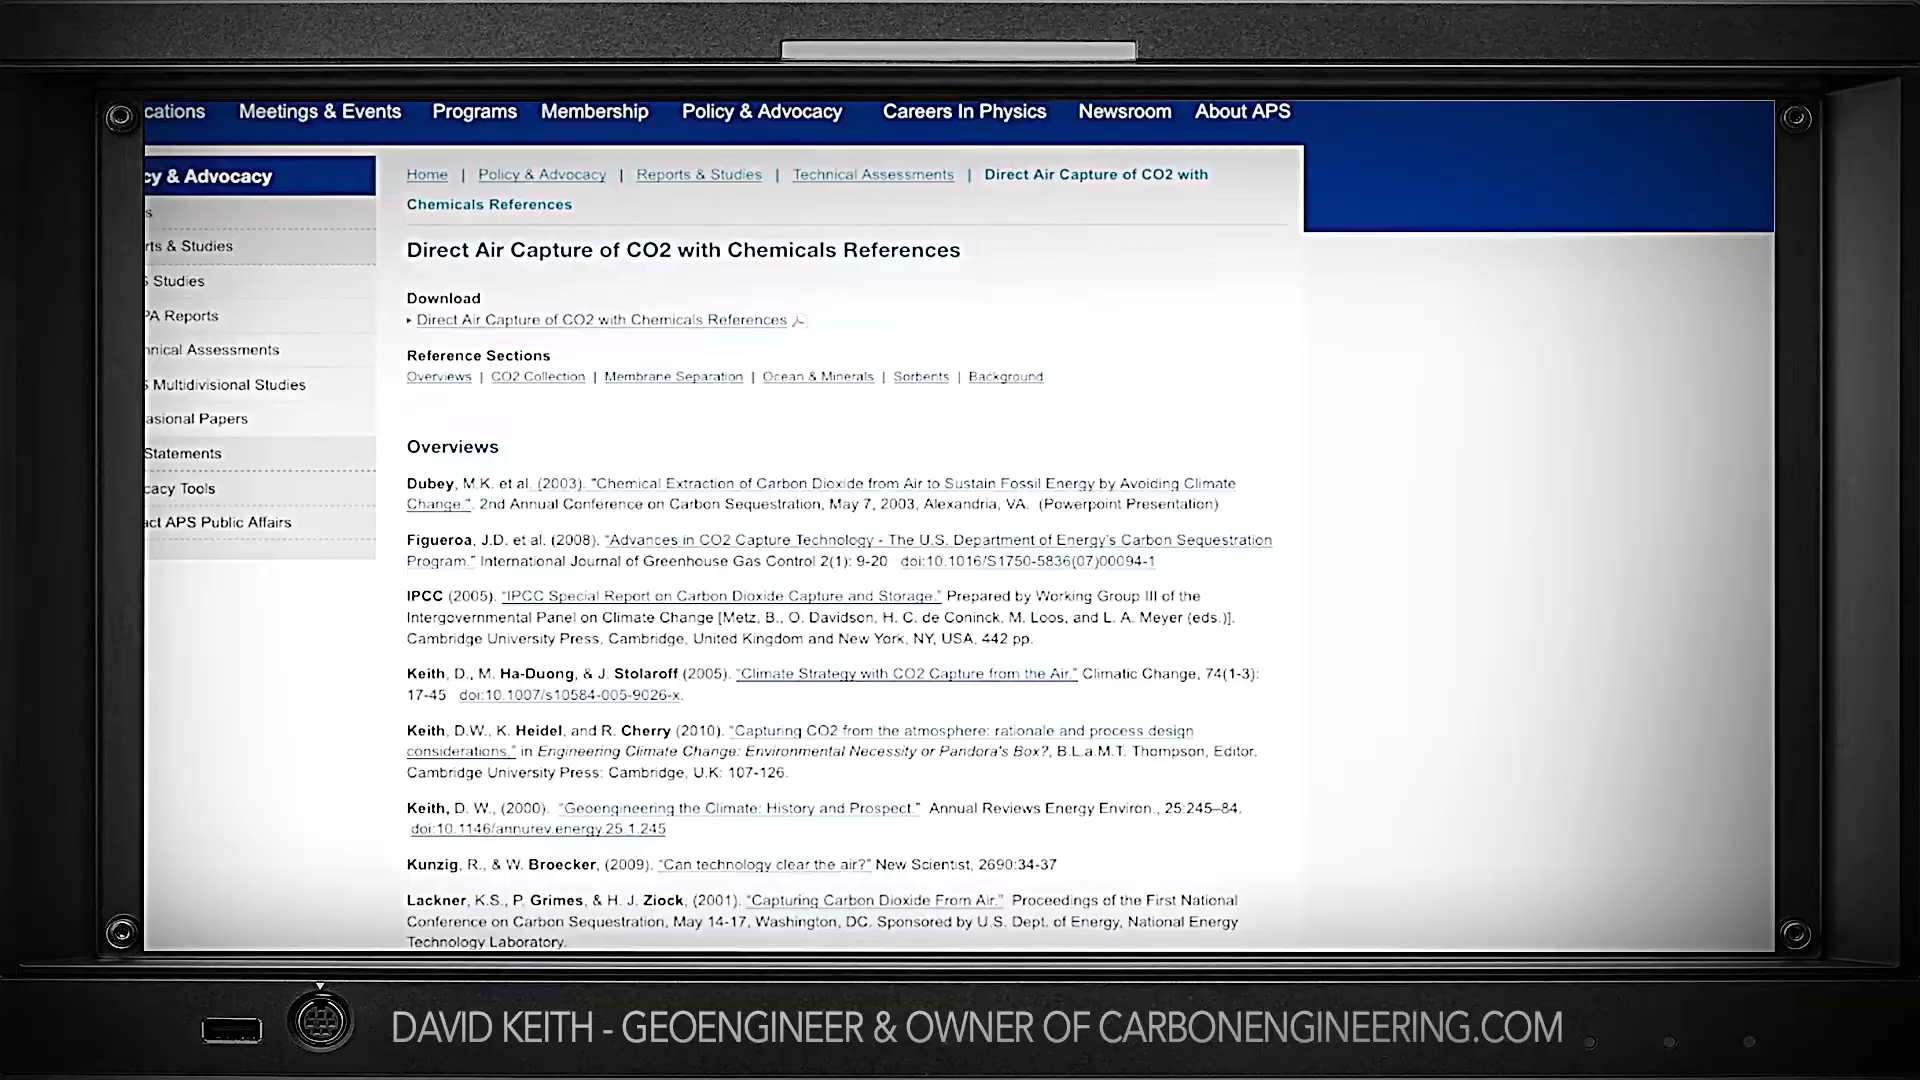 cations Meetings & Events Programs Membership Policy & Advocacy Careers In Physics Newsroom About APS
cy & Advocacy
s
rts & Studies
S Studies
PA Reports
hnical Assessments
S Multidivisional Studies
asional Papers
Statements
cacy Tools
act APS Public Affairs
Home | Policy & Advocacy | Reports & Studies | Technical Assessments | Direct Air Capture of CO2 with
Chemicals References
Direct Air Capture of CO2 with Chemicals References
Download
Direct Air Capture of CO2 with Chemicals References
Reference Sections
Overviews | CO2 Collection | Membrane Separation | Ocean & Minerals | Sorbents | Background
Overviews
Dubey, M.K. et al. (2003). "Chemical Extraction of Carbon Dioxide from Air to Sustain Fossil Energy by Avoiding Climate
Change.". 2nd Annual Conference on Carbon Sequestration, May 7, 2003, Alexandria, VA. (Powerpoint Presentation)
Figueroa, J.D. et al. (2008). "Advances in CO2 Capture Technology - The U.S. Department of Energy's Carbon Sequestration
Program." International Journal of Greenhouse Gas Control 2(1): 9-20 doi:10.1016/S1750-5836(07)00094-1
IPCC (2005). "IPCC Special Report on Carbon Dioxide Capture and Storage." Prepared by Working Group III of the
Intergovernmental Panel on Climate Change [Metz, B., O. Davidson, H. C. de Coninck, M. Loos, and L. A. Meyer (eds.)].
Cambridge University Press, Cambridge, United Kingdom and New York, NY, USA, 442 pp.
Keith, D., M. Ha-Duong, & J. Stolaroff (2005). "Climate Strategy with CO2 Capture from the Air." Climatic Change, 74(1-3):
17-45 doi:10.1007/s10584-005-9026-x.
Keith, D.W., K. Heidel, and R. Cherry (2010). "Capturing CO2 from the atmosphere: rationale and process design
considerations," in Engineering Climate Change: Environmental Necessity or Pandora's Box?, B.L.a.M.T. Thompson, Editor.
Cambridge University Press: Cambridge, U.K: 107-126.
Keith, D. W., (2000). "Geoengineering the Climate: History and Prospect." Annual Reviews Energy Environ., 25:245–84.
doi:10.1146/annurev.energy.25.1.245
Kunzig, R., & W. Broecker, (2009). "Can technology clear the air?" New Scientist, 2690:34-37
Lackner, K.S., P. Grimes, & H. J. Ziock, (2001). "Capturing Carbon Dioxide From Air." Proceedings of the First National
Conference on Carbon Sequestration, May 14-17, Washington, DC. Sponsored by U.S. Dept. of Energy, National Energy
Technology Laboratory.
DAVID KEITH - GEOENGINEER & OWNER OF CARBONENGINEERING.COM